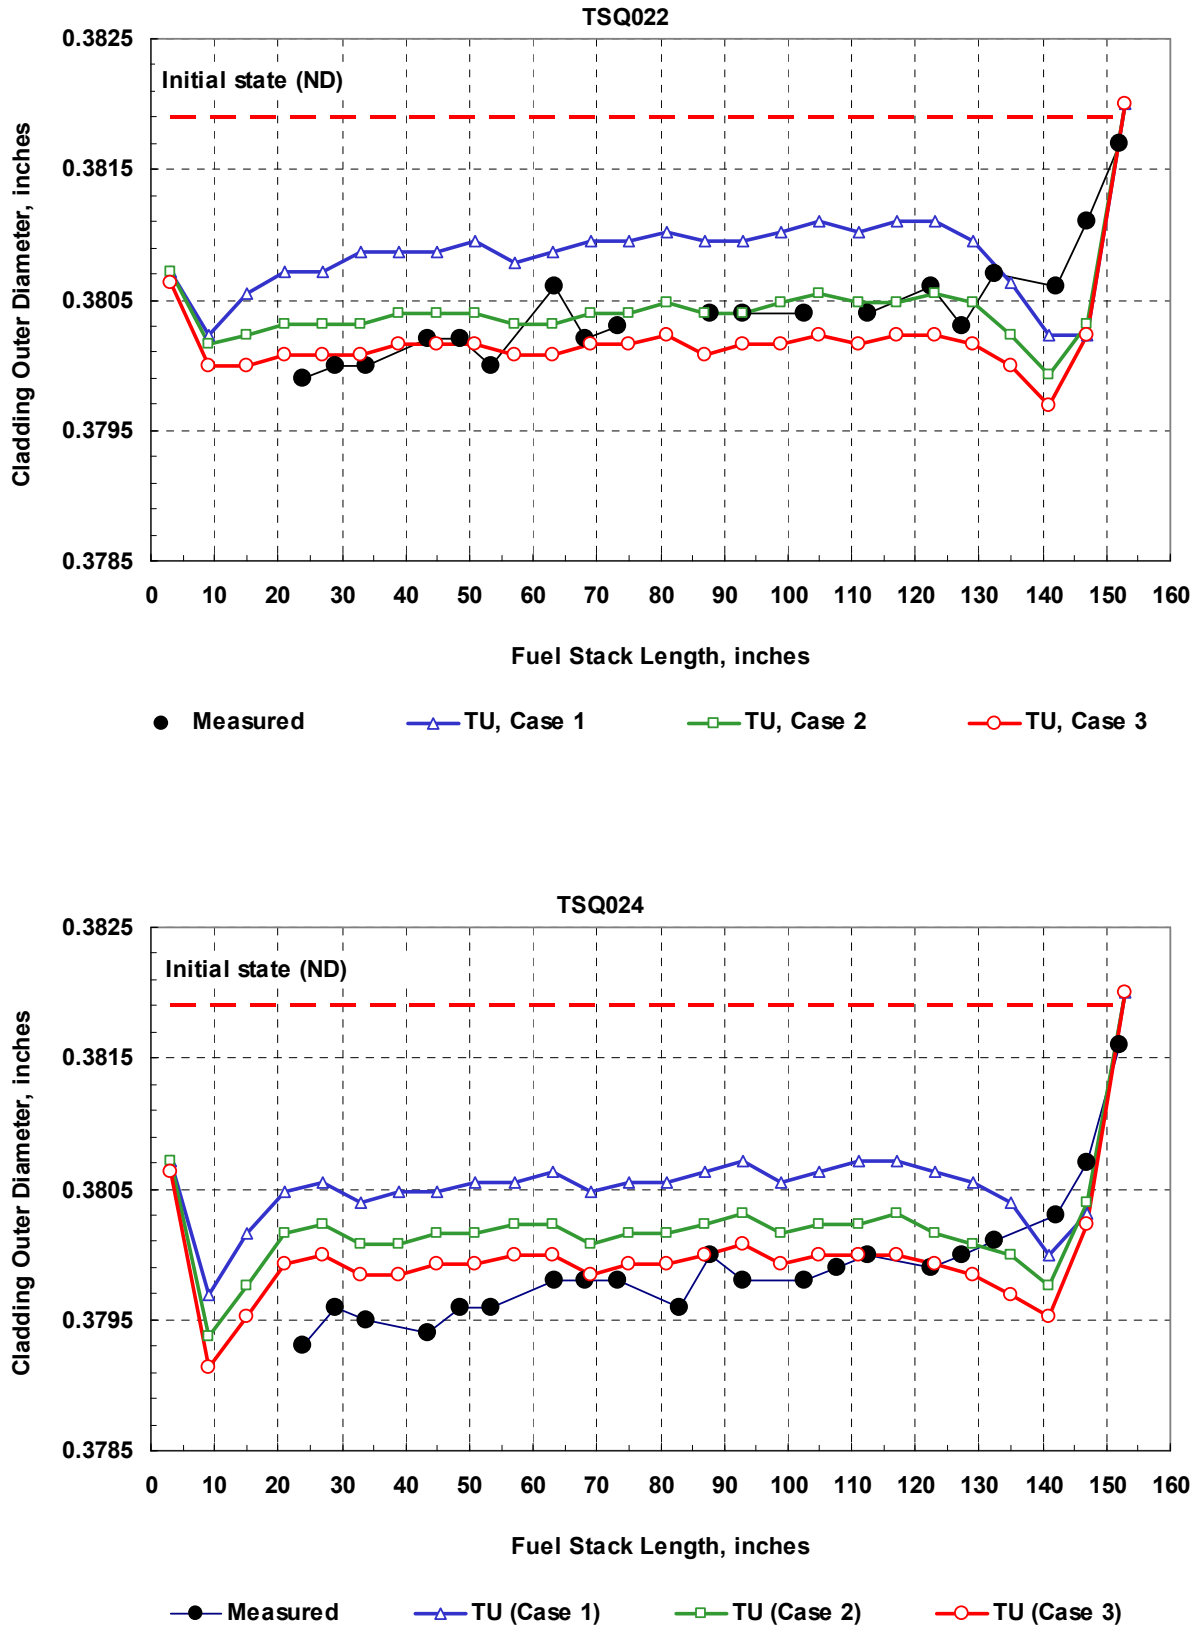 TSQ022
0.3825
Initial state (ND)
0.3815
0.3805
0.3795
0.3785
Cladding Outer Diameter, inches
0 10 20 30 40 50 60 70 80 90 100 110 120 130 140 150 160
Fuel Stack Length, inches
Measured TU, Case 1 TU, Case 2 TU, Case 3
TSQ024
0.3825
Initial state (ND)
0.3815
0.3805
0.3795
0.3785
Cladding Outer Diameter, inches
0 10 20 30 40 50 60 70 80 90 100 110 120 130 140 150 160
Fuel Stack Length, inches
Measured TU (Case 1) TU (Case 2) TU (Case 3)